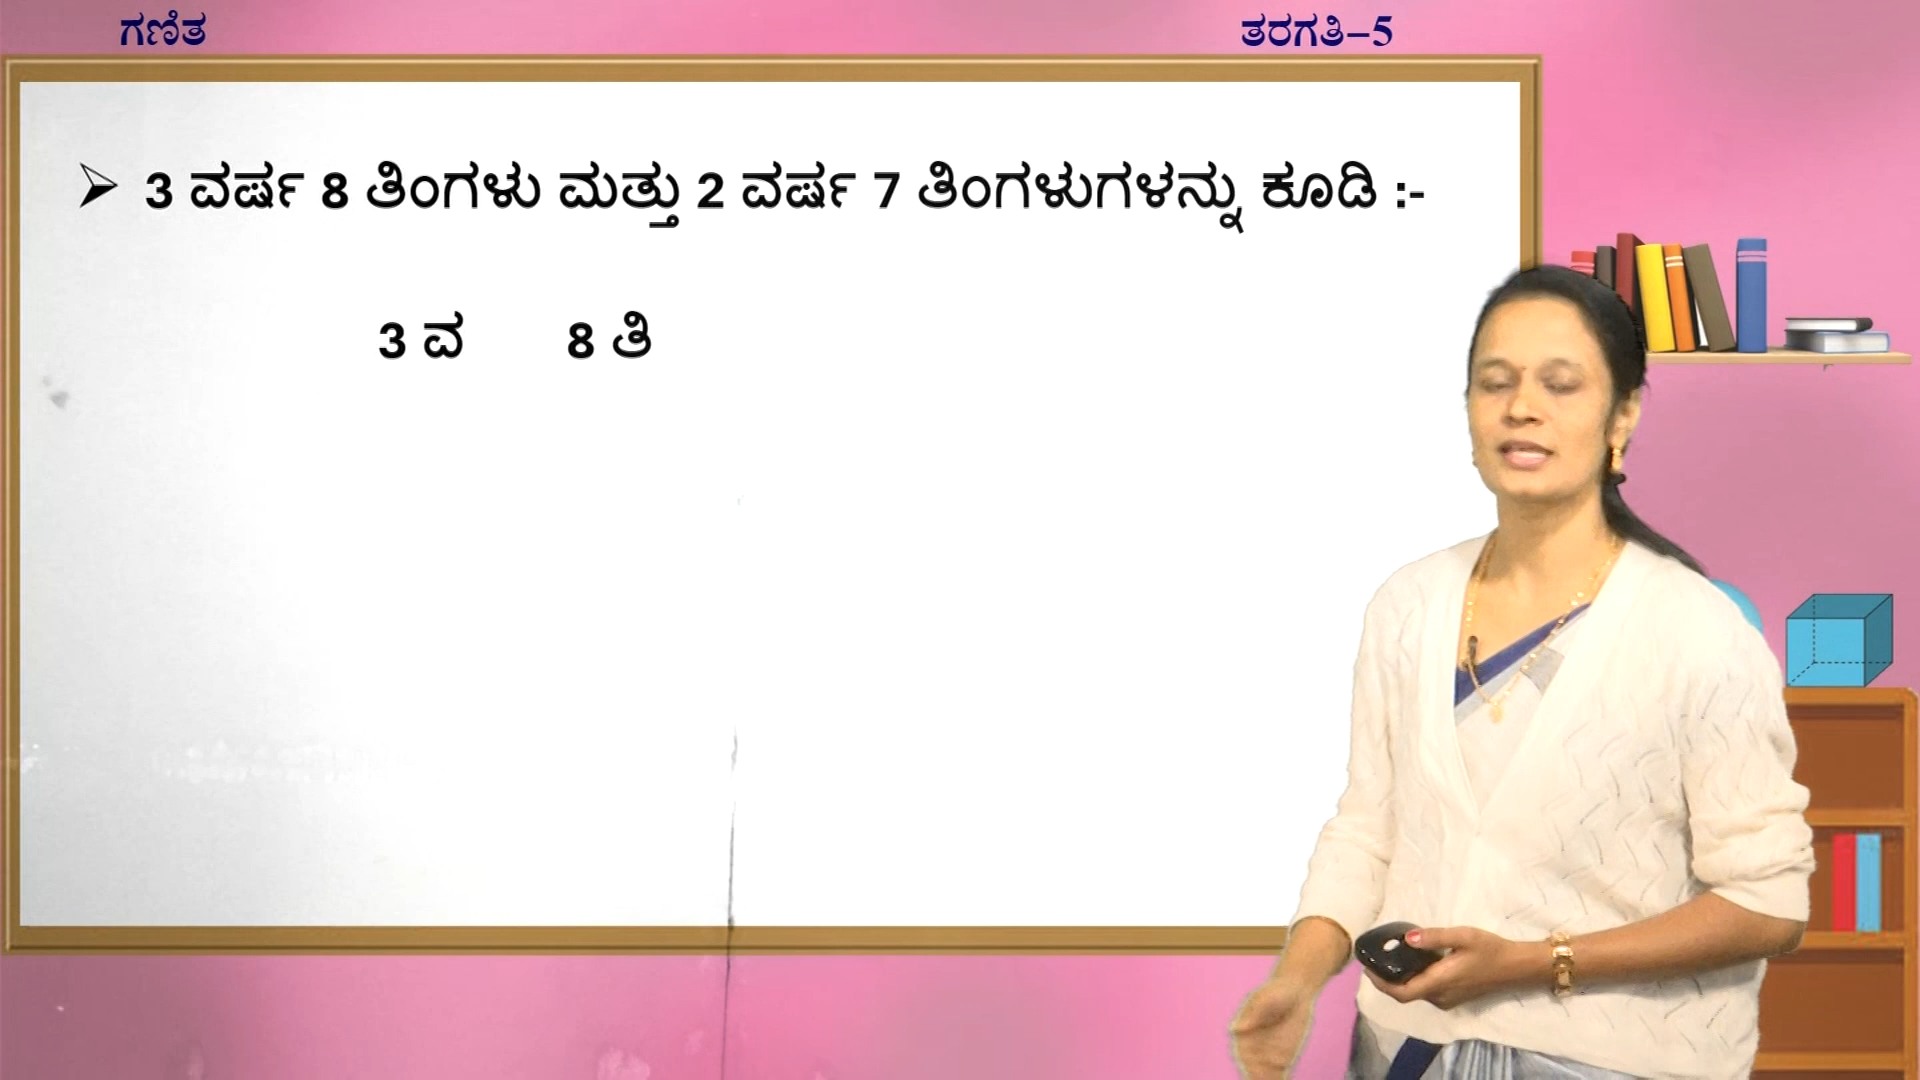 ಗಣಿತ
ತರಗತಿ–5
➢ 3 ವರ್ಷ 8 ತಿಂಗಳು ಮತ್ತು 2 ವರ್ಷ 7 ತಿಂಗಳುಗಳನ್ನು ಕೂಡಿ :-
3 ವ 8 ತಿ